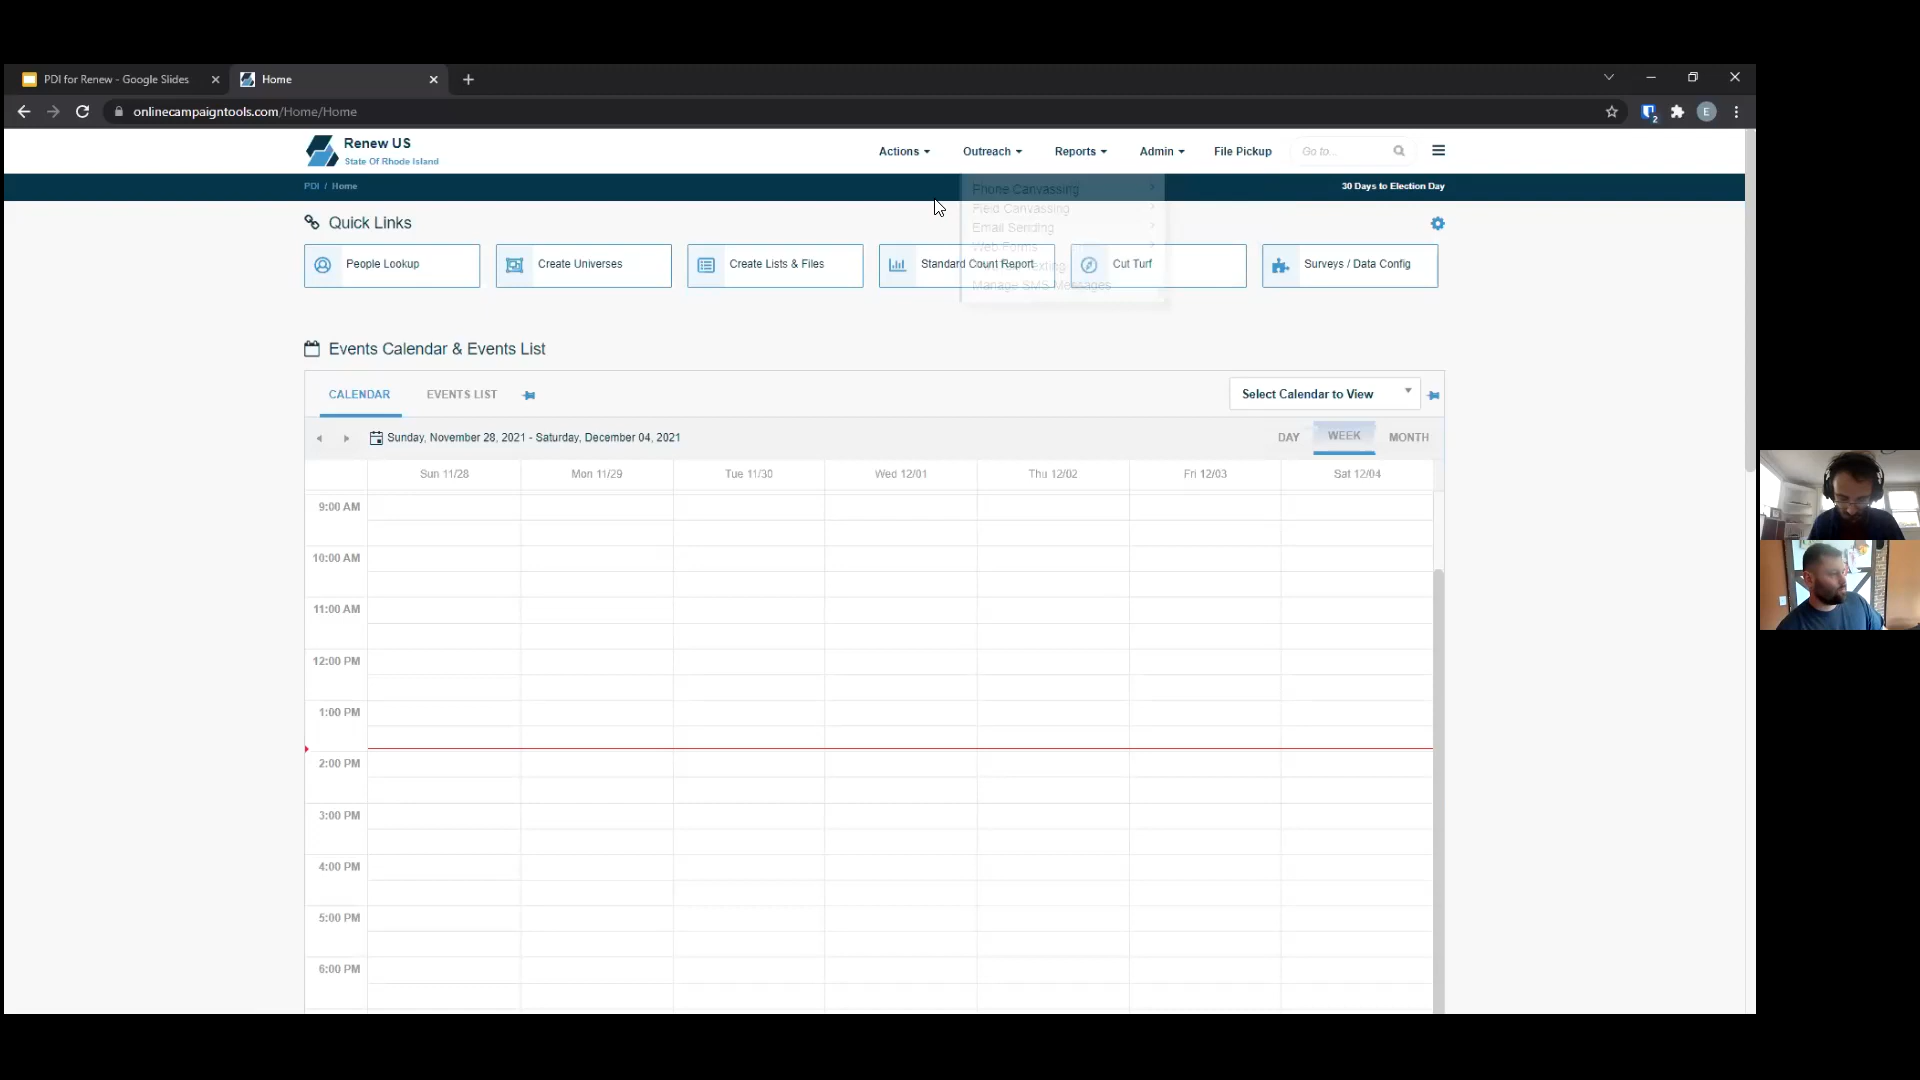 PDI for Renew - Google Slides
Home
onlinecampaigntools.com/Home/Home
2
E
Renew US
State Of Rhode Island
Actions
Outreach
Reports
Admin
File Pickup
Go to...
PDI / Home
30 Days to Election Day
Phone Canvassing
Field Canvassing
Email Sending
Web Forms
Manage SMS Messages
Quick Links
People Lookup
Create Universes
Create Lists & Files
Standard Count Report
Cut Turf
Surveys / Data Config
Events Calendar & Events List
CALENDAR
EVENTS LIST
Select Calendar to View
Sunday, November 28, 2021 - Saturday, December 04, 2021
DAY
WEEK
MONTH
Sun 11/28
Mon 11/29
Tue 11/30
Wed 12/01
Thu 12/02
Fri 12/03
Sat 12/04
9:00 AM
10:00 AM
11:00 AM
12:00 PM
1:00 PM
2:00 PM
3:00 PM
4:00 PM
5:00 PM
6:00 PM